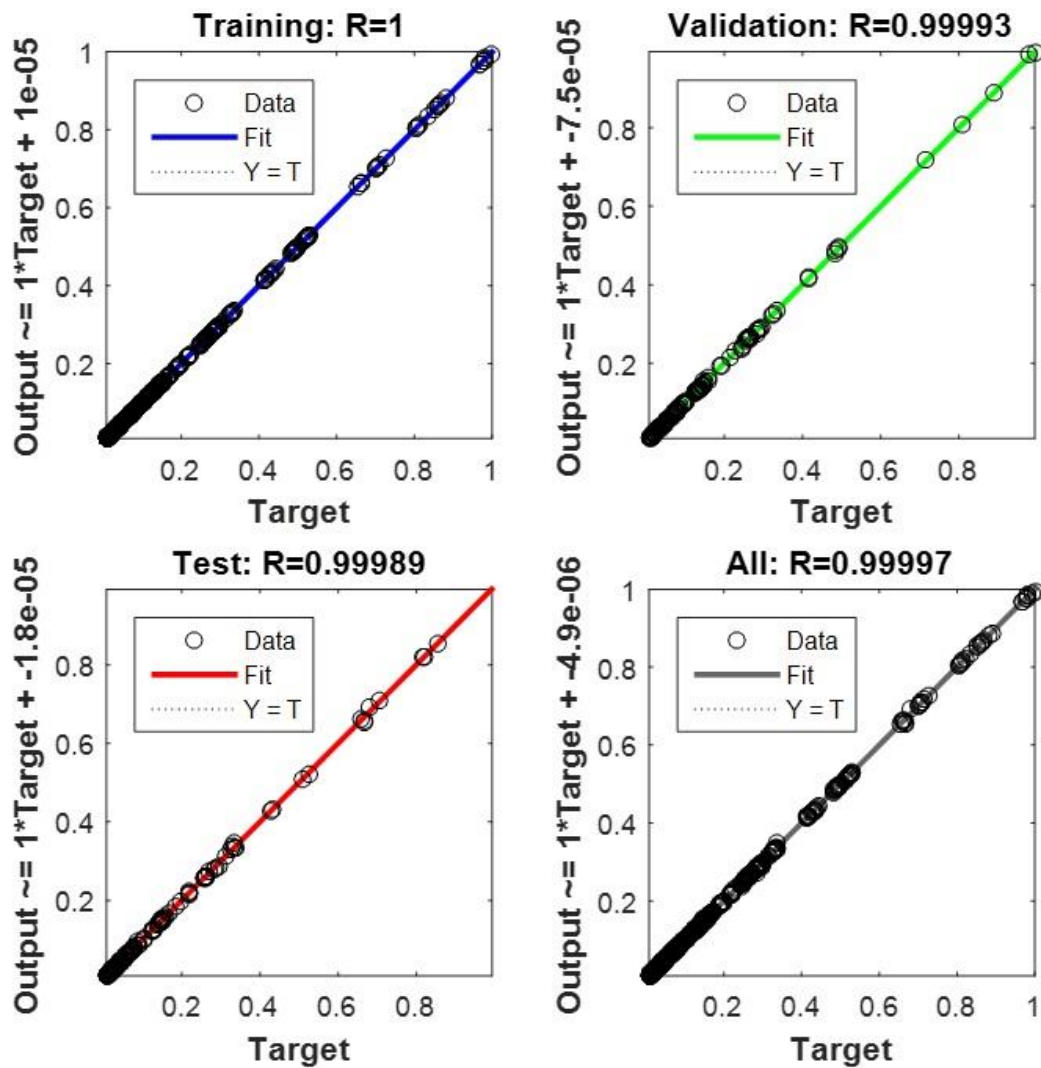 Training: R=1
Output ~= 1*Target + 1e-05
1
0.8
0.6
0.4
0.2
Data
Fit
Y = T
0.2 0.4 0.6 0.8 1
Target
Validation: R=0.99993
Output ~= 1*Target + -7.5e-05
1
0.8
0.6
0.4
0.2
Data
Fit
Y = T
0.2 0.4 0.6 0.8
Target
Test: R=0.99989
Output ~= 1*Target + -1.8e-05
0.8
0.6
0.4
0.2
Data
Fit
Y = T
0.2 0.4 0.6 0.8
Target
All: R=0.99997
Output ~= 1*Target + -4.9e-06
1
0.8
0.6
0.4
0.2
Data
Fit
Y = T
0.2 0.4 0.6 0.8 1
Target